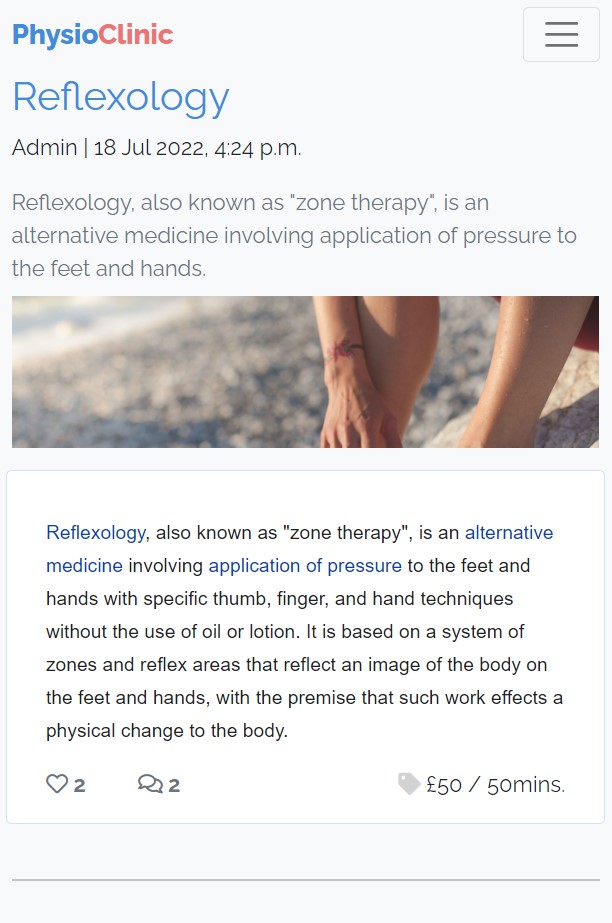 PhysioClinic
Reflexology
Admin | 18 Jul 2022, 4:24 p.m.
Reflexology, also known as "zone therapy", is an
alternative medicine involving application of pressure to
the feet and hands.
Reflexology, also known as "zone therapy", is an alternative
medicine involving application of pressure to the feet and
hands with specific thumb, finger, and hand techniques
without the use of oil or lotion. It is based on a system of
zones and reflex areas that reflect an image of the body on
the feet and hands, with the premise that such work effects a
physical change to the body.
2 2 £50 / 50mins.